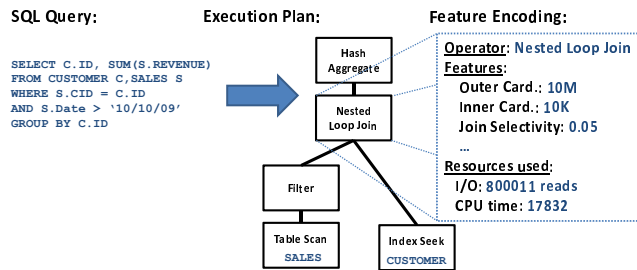 SQL Query:
Execution Plan:
Feature Encoding:
SELECT C.ID, SUM(S.REVENUE)
FROM CUSTOMER C,SALES S
WHERE S.CID = C.ID
AND S.Date > ‘10/10/09’
GROUP BY C.ID
Hash
Aggregate
Nested
Loop Join
Filter
Table Scan
SALES
Index Seek
CUSTOMER
Operator: Nested Loop Join
Features:
Outer Card.: 10M
Inner Card.: 10K
Join Selectivity: 0.05
…
Resources used:
I/O: 800011 reads
CPU time: 17832